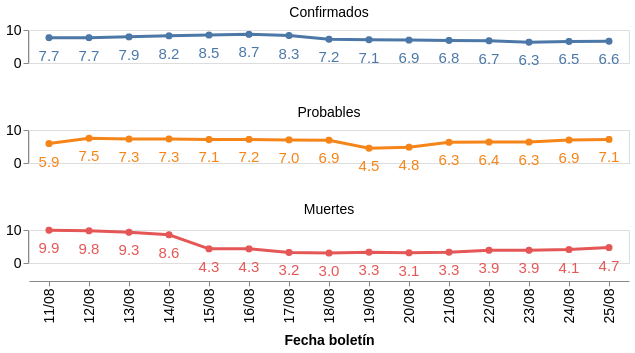 Confirmados
10
0
7.7 7.7 7.9 8.2 8.5 8.7 8.3 7.2 7.1 6.9 6.8 6.7 6.3 6.5 6.6
Probables
10
0
5.9 7.5 7.3 7.3 7.1 7.2 7.0 6.9 4.5 4.8 6.3 6.4 6.3 6.9 7.1
Muertes
10
0
9.9 9.8 9.3 8.6 4.3 4.3 3.2 3.0 3.3 3.1 3.3 3.9 3.9 4.1 4.7
11/08 12/08 13/08 14/08 15/08 16/08 17/08 18/08 19/08 20/08 21/08 22/08 23/08 24/08 25/08
Fecha boletín